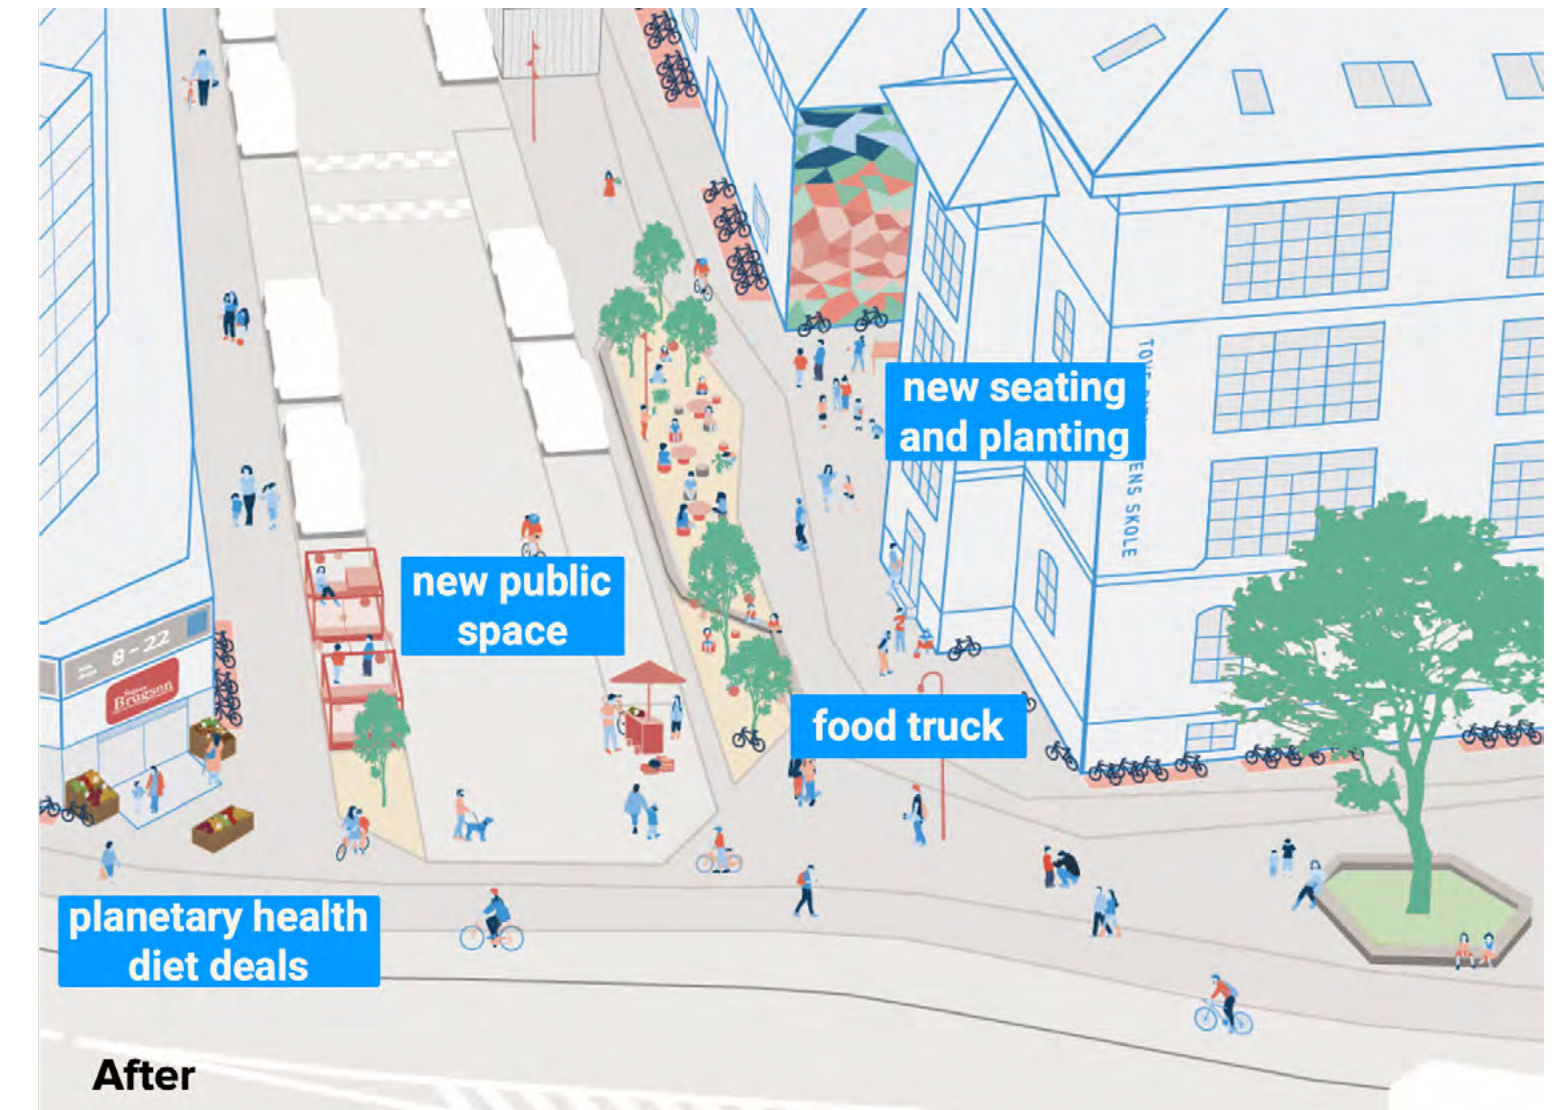 new seating
and planting
ENS SKOLE
new public
space
8-22
Brugsen
food truck
planetary health
diet deals
After